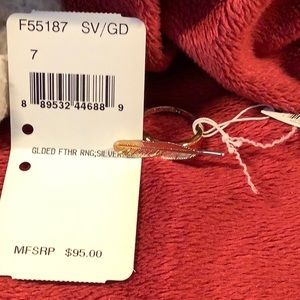 F55187 SV/GD
7
8 89532 44688 9
GLDED FTHR RNG;SILVER
MFSRP $95.00